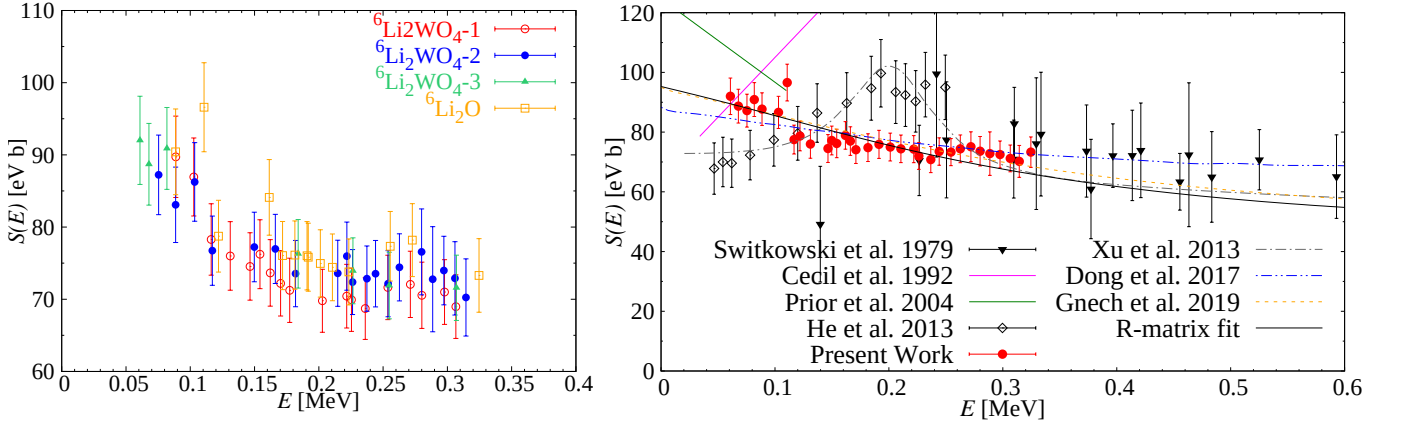 110
100
90
80
70
60
S(E) [eV b]
0
0.05
0.1
0.15
0.2
0.25
0.3
0.35
0.4
E [MeV]
⁶Li2WO₄-1
⁶Li₂WO₄-2
⁶Li₂WO₄-3
⁶Li₂O
120
100
80
60
40
20
0
S(E) [eV b]
0
0.1
0.2
0.3
0.4
0.5
0.6
E [MeV]
Switkowski et al. 1979
Cecil et al. 1992
Prior et al. 2004
He et al. 2013
Present Work
Xu et al. 2013
Dong et al. 2017
Gnech et al. 2019
R-matrix fit